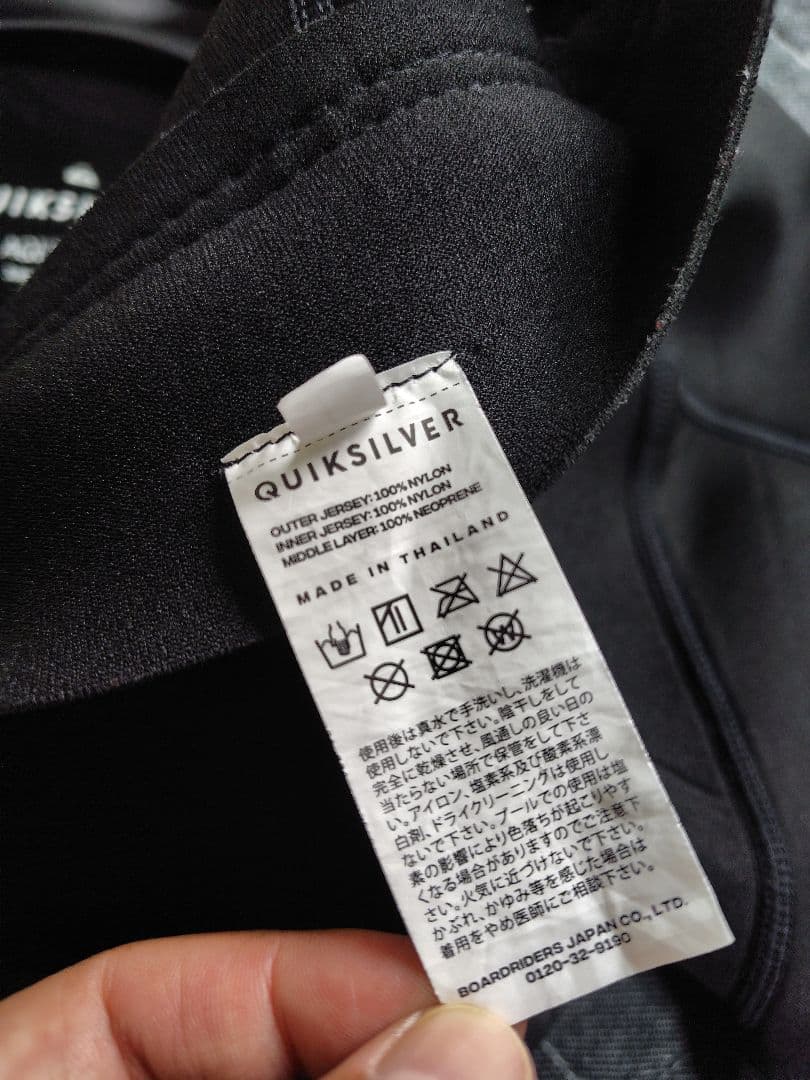 QUIKSILVER
OUTER JERSEY: 100% NYLON
INNER JERSEY: 100% NYLON
MIDDLE LAYER: 100% NEOPRENE
MADE IN THAILAND
使用後は真水で手洗いし、洗濯機は
使用しないで下さい。陰干しをして
完全に乾燥させ、風通しの良い日の
当たらない場所で保管をして下さ
い。アイロン、塩素系及び酸素系漂
白剤、ドライクリーニングは使用し
ないで下さい。プールでの使用は塩
素の影響により色落ちが起こりやす
くなる場合がありますのでご注意下
さい。火気に近づけないで下さい。
かぶれ、かゆみ等を感じた場合は
着用をやめ医師にご相談下さい。
BOARDRIDERS JAPAN CO., LTD.
0120-32-9190